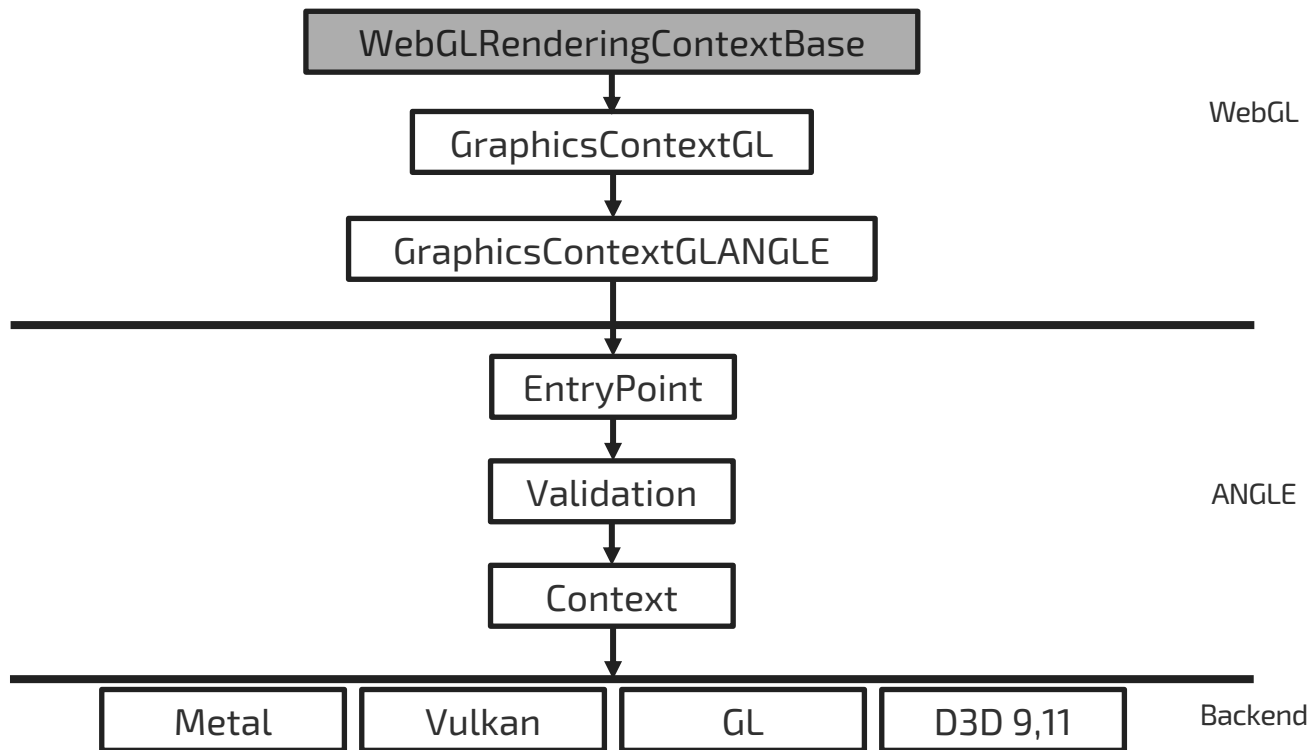 WebGLRenderingContextBase
WebGL
GraphicsContextGL
GraphicsContextGLANGLE
EntryPoint
Validation
ANGLE
Context
Metal
Vulkan
GL
D3D 9,11
Backend